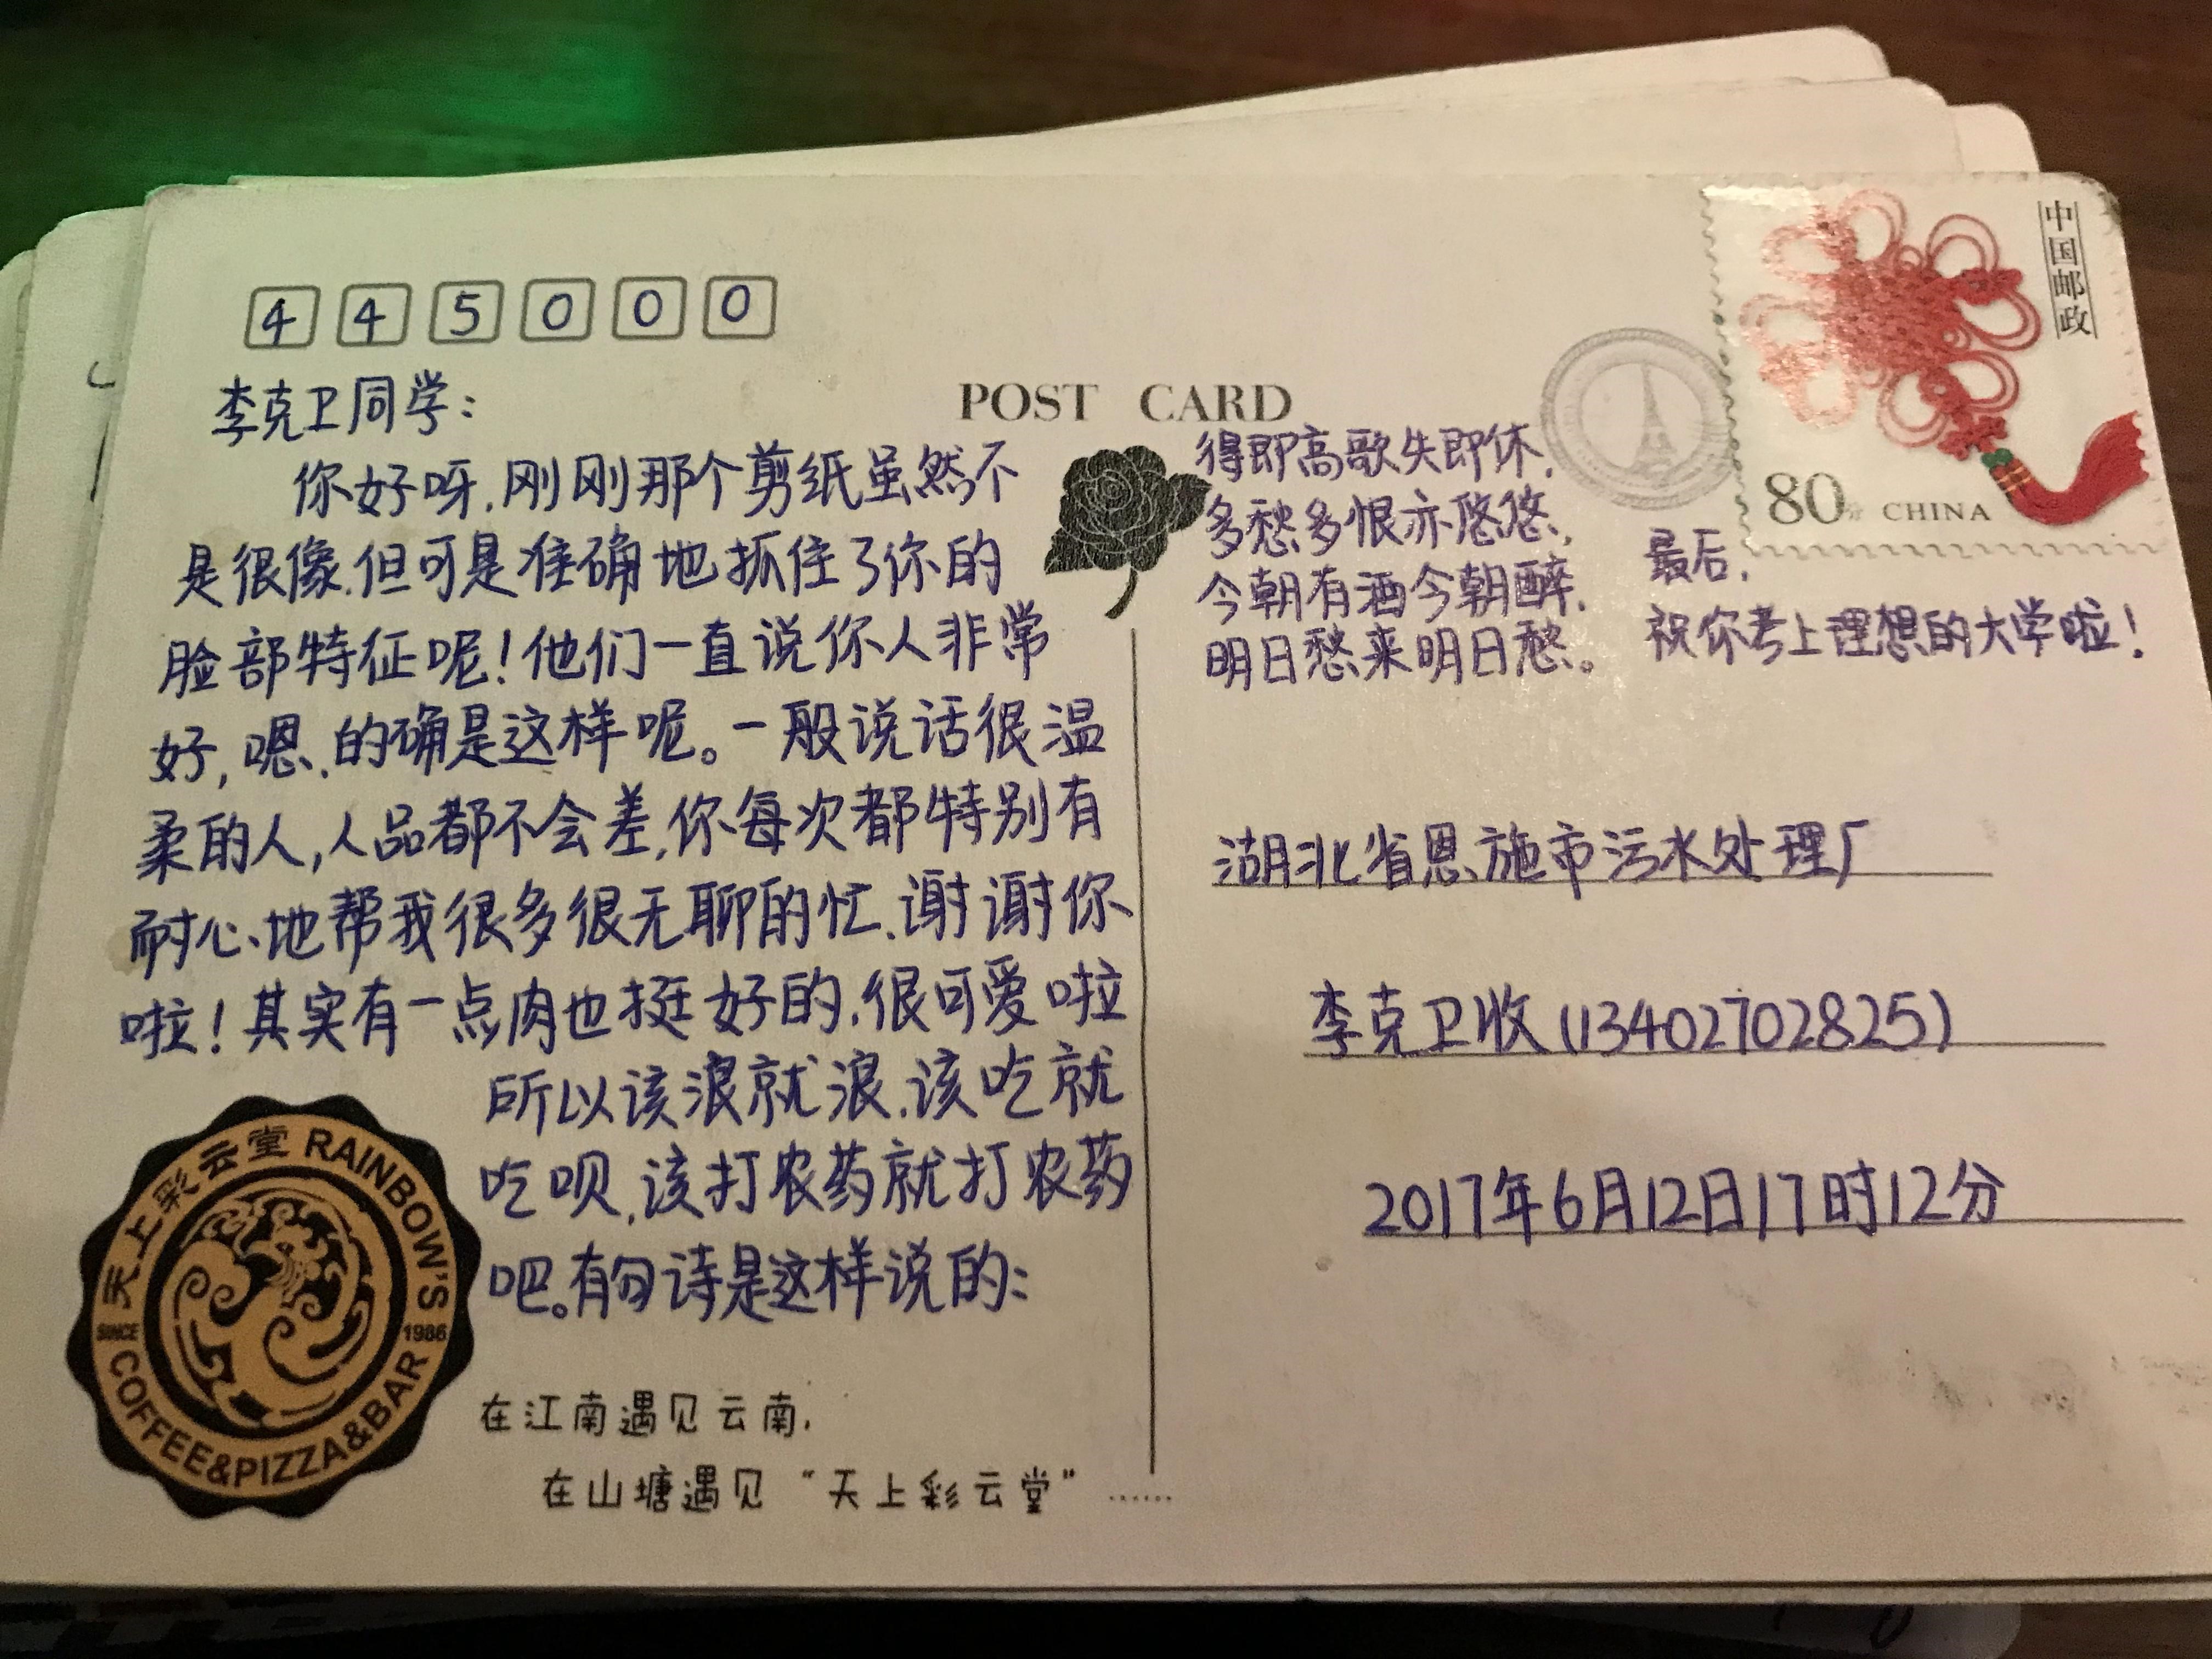 445000
李克卫同学：
你好呀，刚刚那个剪纸虽然不
是很像，但可是准确地抓住了你的
脸部特征呢！他们一直说你人非常
好，嗯，的确是这样呢。一般说话很温
柔的人，人品都不会差，你每次都特别有
耐心地帮我很多很无聊的忙，谢谢你
啦！其实有一点肉也挺好的，很可爱啦
所以该浪就浪，该吃就
吃呗，该打农药就打农药
吧。有句诗是这样说的：
天上彩云堂 RAINBOW'S
SINCE 1986
COFFEE&PIZZA&BAR
在江南遇见云南，
在山塘遇见“天上彩云堂”……
POST CARD
得即高歌失即休，
多愁多恨亦悠悠，
今朝有酒今朝醉，
明日愁来明日愁。
最后，
祝你考上理想的大学啦！
中国邮政
80分 CHINA
湖北省恩施市污水处理厂
李克卫收(13402702825)
2017年6月12日17时12分